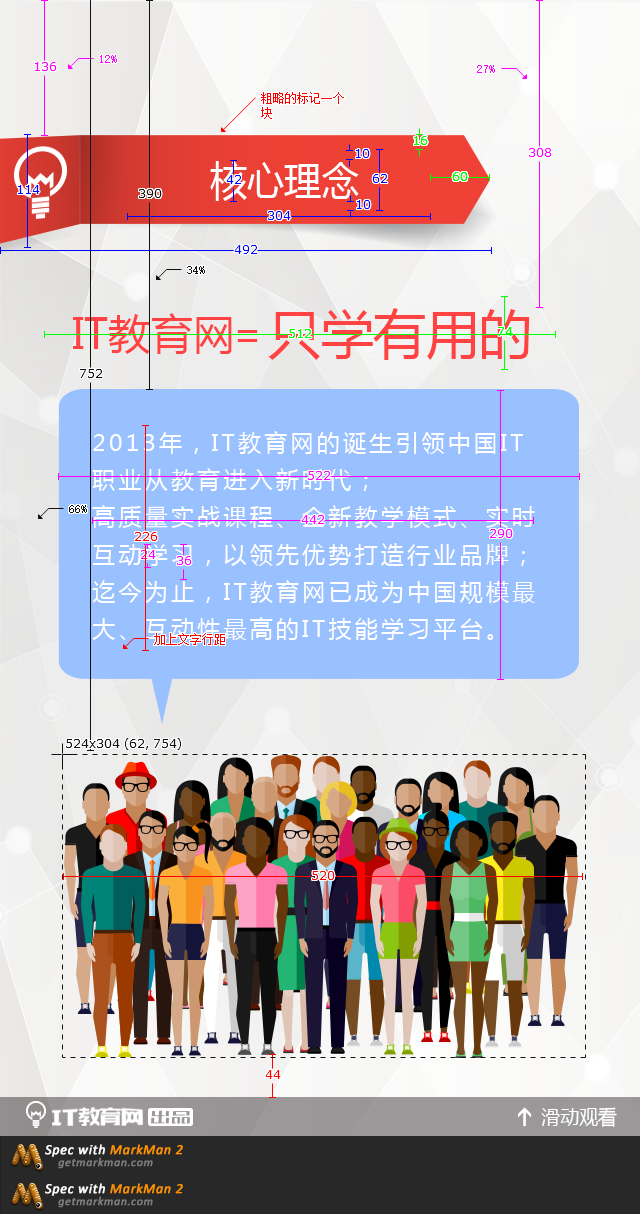 136
12%
27%
粗略的标记一个
块
308
16
10
核心理念
42
62
60
114
390
10
304
492
34%
IT教育网=只学有用的
512
74
752
2013年，IT教育网的诞生引领中国IT
职业从教育进入新时代；
522
高质量实战课程、全新教学模式、实时
66%
442
226
290
互动学习，以领先优势打造行业品牌；
24
36
迄今为止，IT教育网已成为中国规模最
大、互动性最高的IT技能学习平台。
加上文字行距
524x304 (62, 754)
520
44
IT教育网 出品
滑动观看
Spec with MarkMan 2
getmarkman.com
Spec with MarkMan 2
getmarkman.com